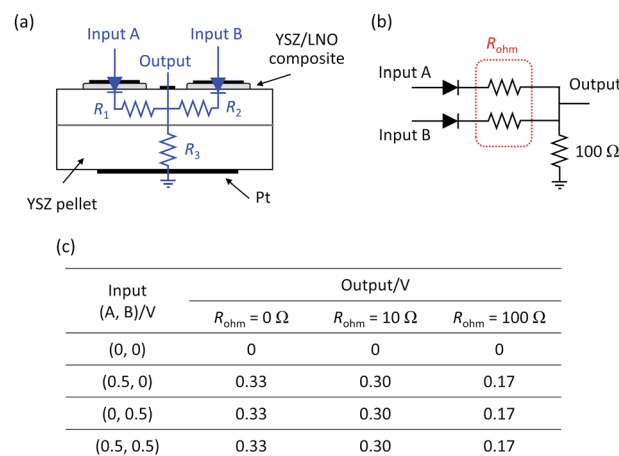 (a)
Input A
Input B
Output
YSZ/LNO
composite
R1
R2
R3
YSZ pellet
Pt
(b)
Rohm
Input A
Output
Input B
100 Ω
(c)
Input
(A, B)/V
Output/V
Rohm = 0 Ω
Rohm = 10 Ω
Rohm = 100 Ω
(0, 0) 0 0 0
(0.5, 0) 0.33 0.30 0.17
(0, 0.5) 0.33 0.30 0.17
(0.5, 0.5) 0.33 0.30 0.17